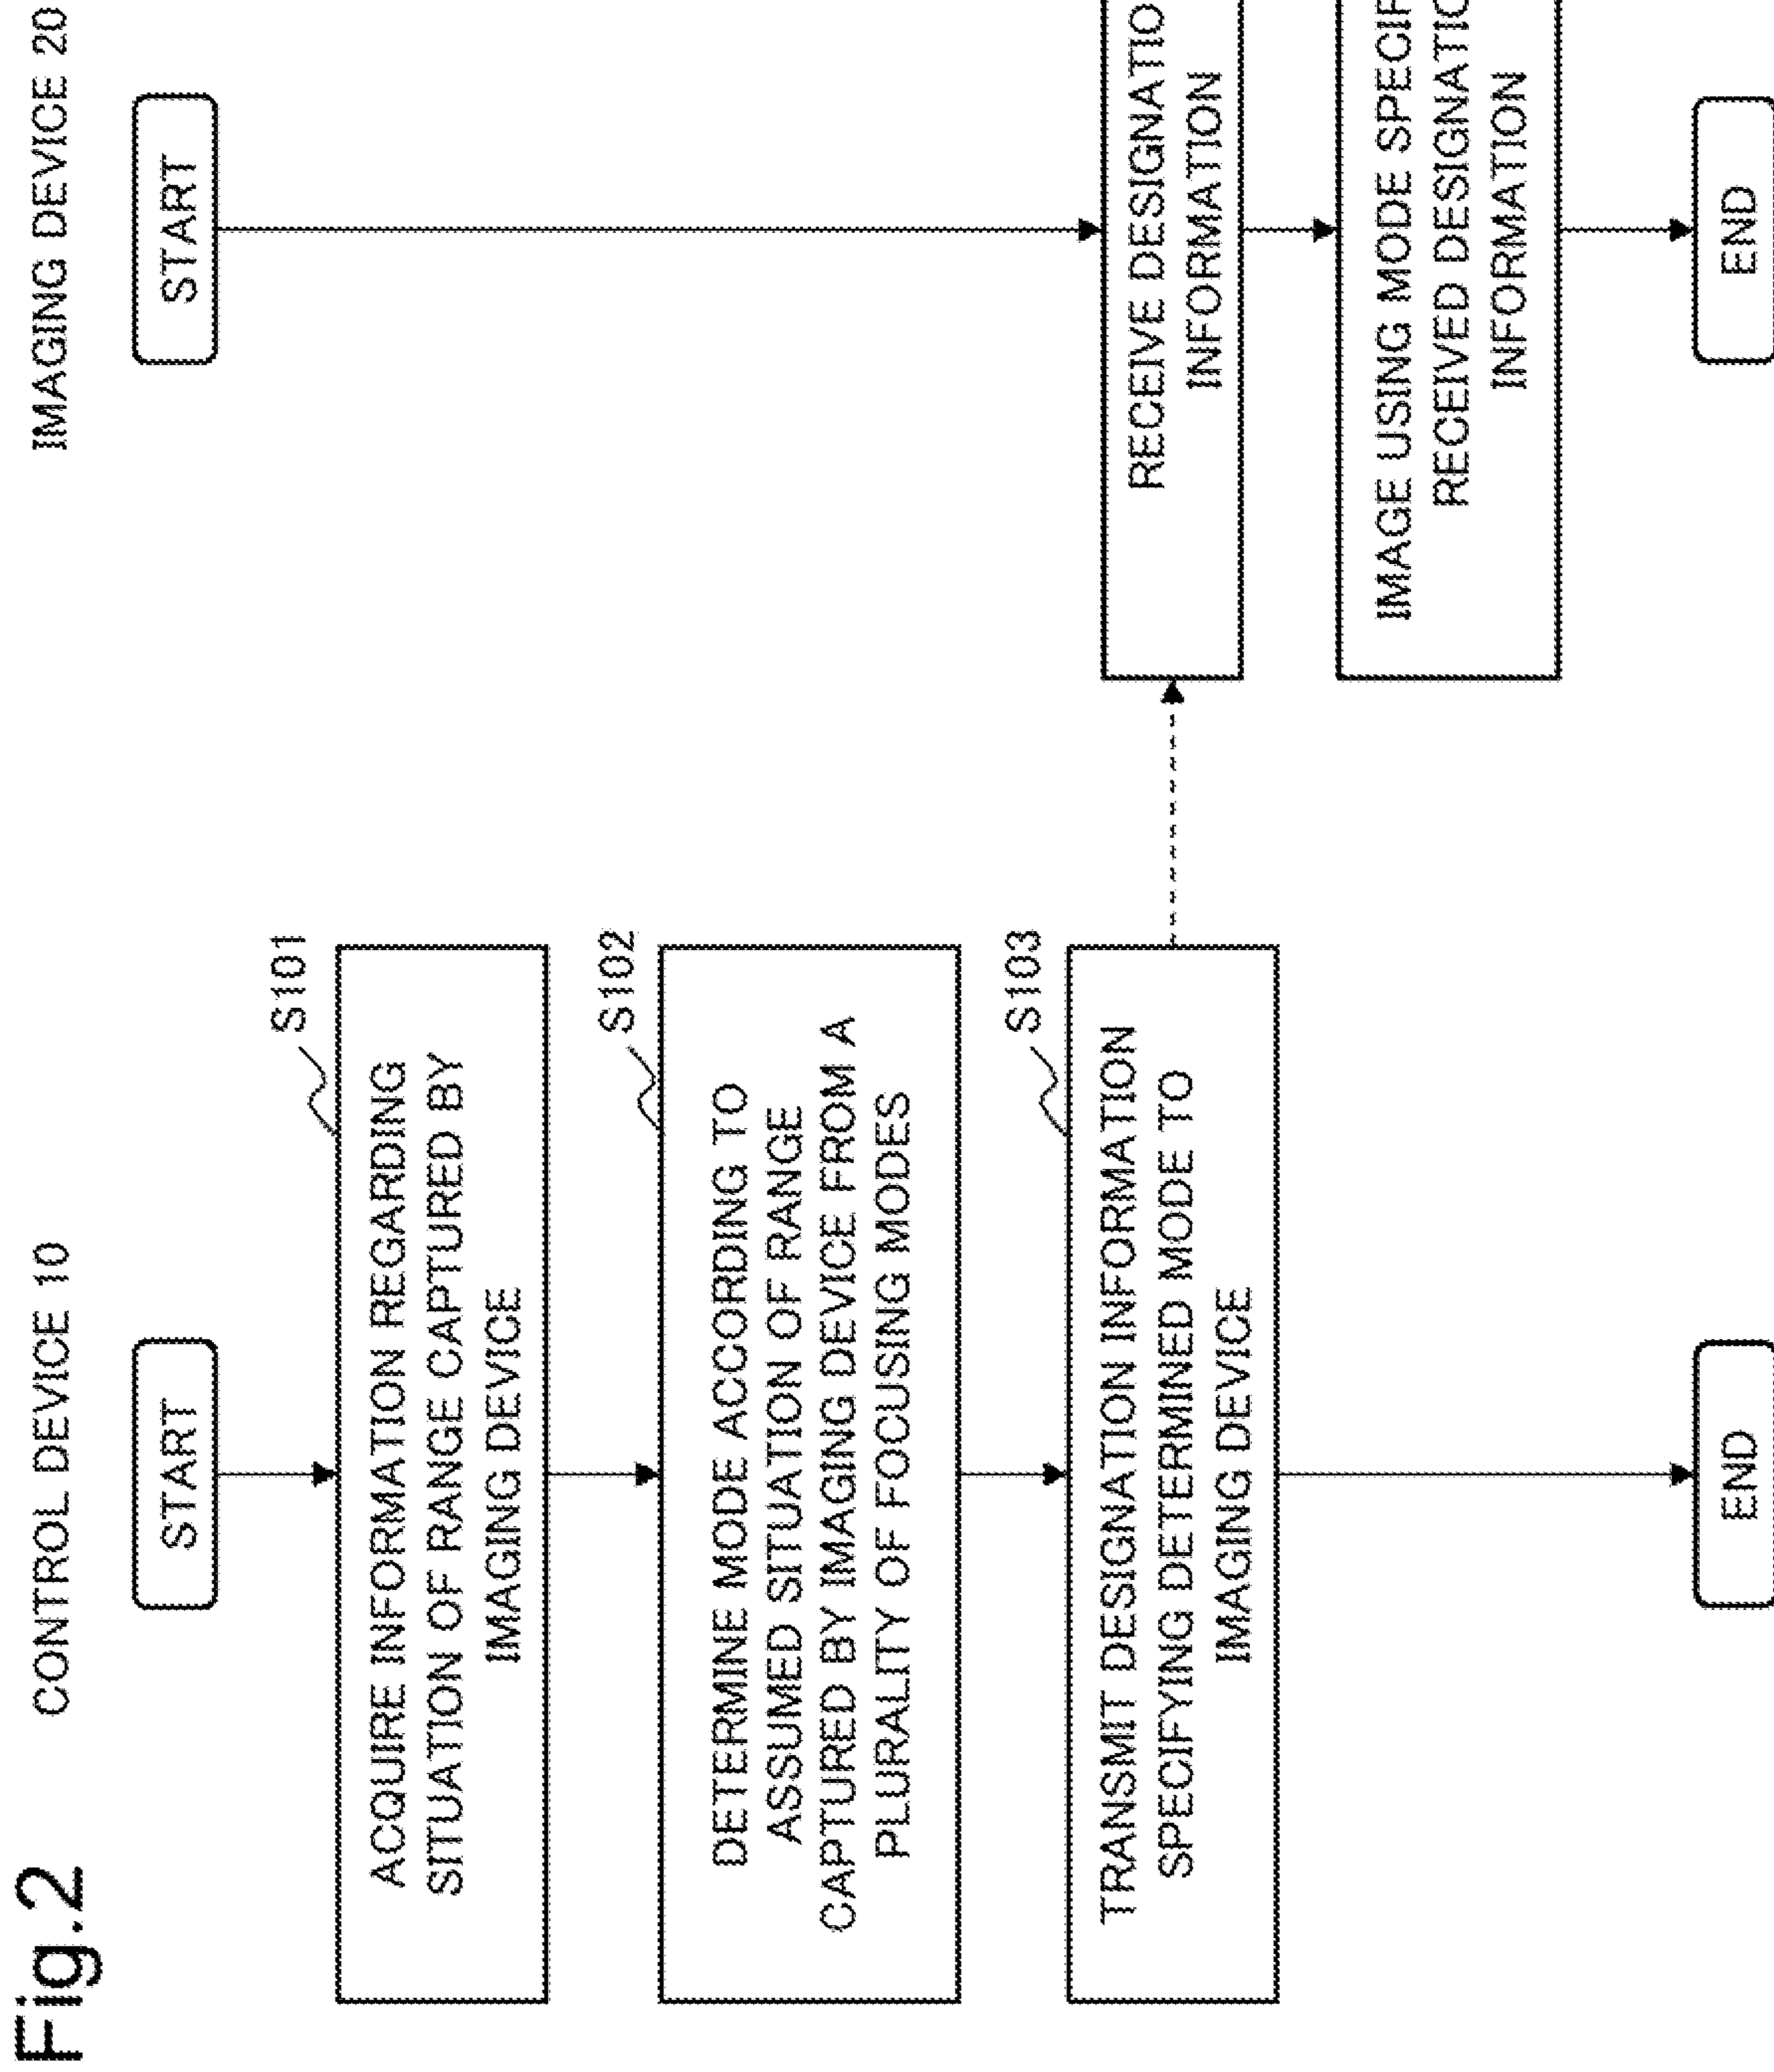 Fig.2
CONTROL DEVICE 10
START
S101
ACQUIRE INFORMATION REGARDING
SITUATION OF RANGE CAPTURED BY
IMAGING DEVICE
S102
DETERMINE MODE ACCORDING TO
ASSUMED SITUATION OF RANGE
CAPTURED BY IMAGING DEVICE FROM A
PLURALITY OF FOCUSING MODES
S103
TRANSMIT DESIGNATION INFORMATION
SPECIFYING DETERMINED MODE TO
IMAGING DEVICE
END
IMAGING DEVICE 20
START
RECEIVE
INFORMATION
IMAGE USING MODE
RECEIVED
INFORMATION
END